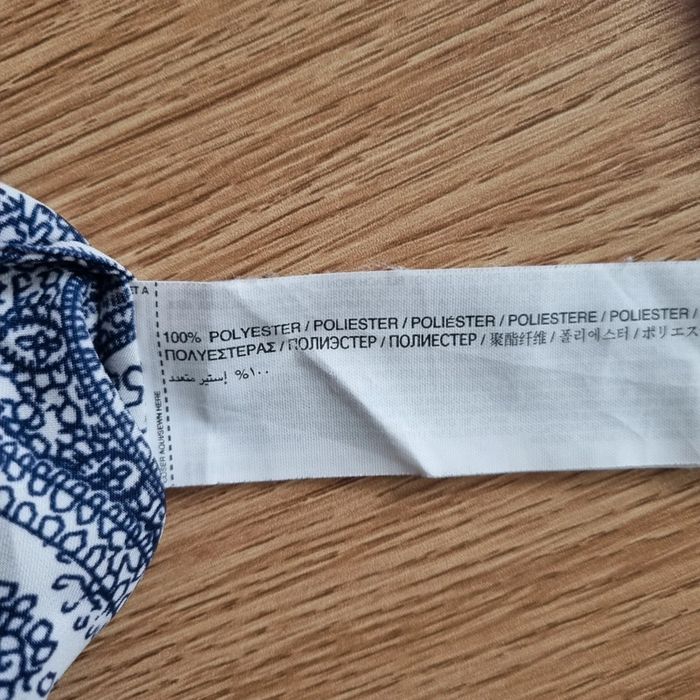 100% POLYESTER / POLIESTER / POLIÉSTER / POLIESTERE / POLIESTER /
ΠΟΛΥΕΣΤΕΡΑΣ / ПОЛИЭСТЕР / ПОЛИЕСТЕР / 聚酯纤维 / 폴리에스터 / ポリエス
١٠٠% إستير متعدد
HERE